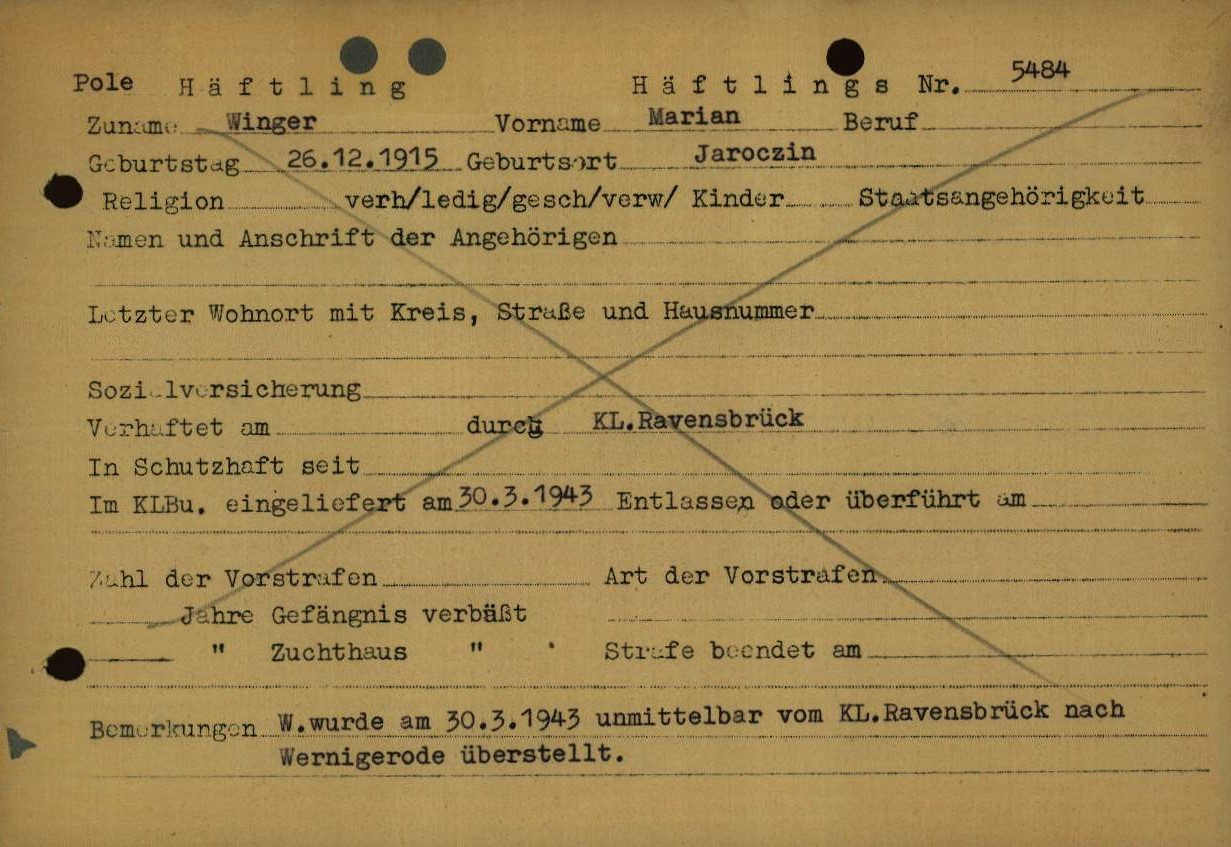 Pole Häftling Häftlings Nr. 5484
Zuname Winger Vorname Marian Beruf
Geburtstag 26.12.1915 Geburtsort Jaroczin
Religion verh/ledig/gesch/verw/ Kinder Staatsangehörigkeit
Namen und Anschrift der Angehörigen
Letzter Wohnort mit Kreis, Straße und Hausnummer
Sozialversicherung
Verhaftet am durch KL.Ravensbrück
In Schutzhaft seit
Im KLBu. eingeliefert am 30.3.1943 Entlassen oder überführt am
Zahl der Vorstrafen Art der Vorstrafen
Jahre Gefängnis verbäßt
" Zuchthaus " Strafe beendet am
Bemerkungen W.wurde am 30.3.1943 unmittelbar vom KL.Ravensbrück nach
Wernigerode überstellt.